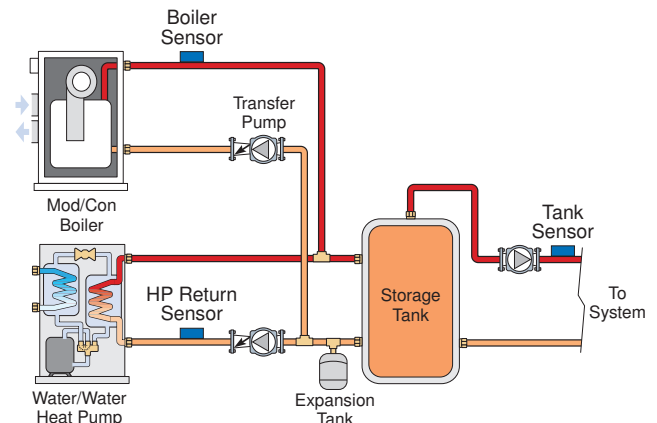 Boiler
Sensor
Transfer
Pump
Mod/Con
Boiler
Tank
Sensor
HP Return
Sensor
Storage
Tank
To
System
Water/Water
Heat Pump
Expansion
Tank